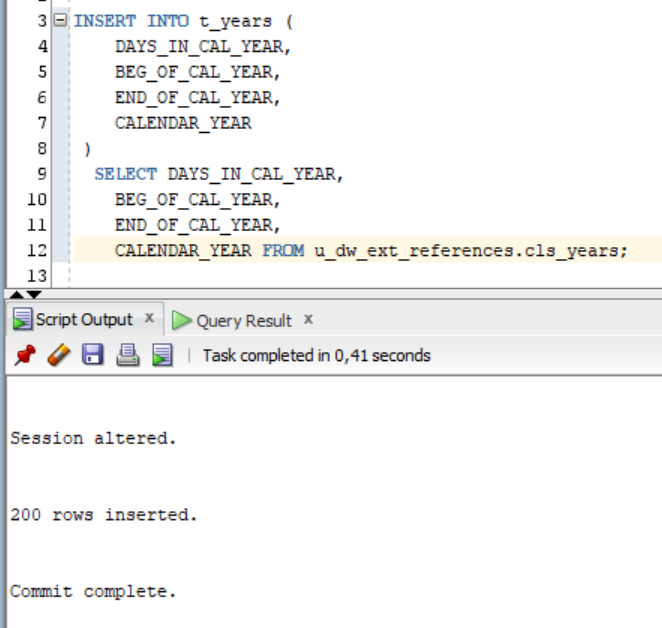 3 INSERT INTO t_years (
4 DAYS_IN_CAL_YEAR,
5 BEG_OF_CAL_YEAR,
6 END_OF_CAL_YEAR,
7 CALENDAR_YEAR
8 )
9 SELECT DAYS_IN_CAL_YEAR,
10 BEG_OF_CAL_YEAR,
11 END_OF_CAL_YEAR,
12 CALENDAR_YEAR FROM u_dw_ext_references.cls_years;
13
Script Output x Query Result x
Task completed in 0,41 seconds
Session altered.
200 rows inserted.
Commit complete.